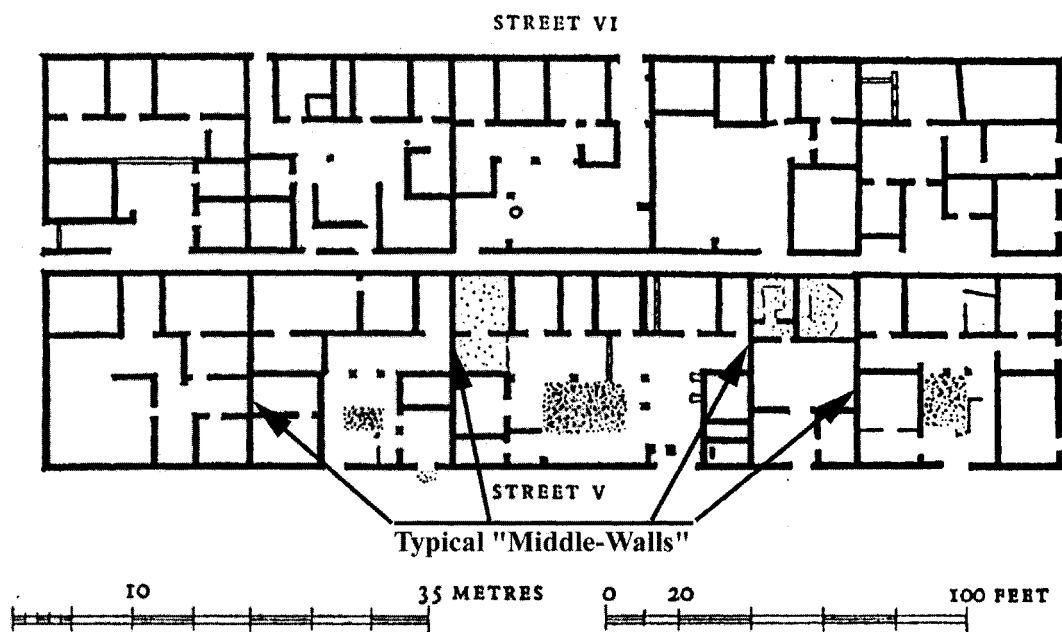 STREET VI
STREET V
Typical "Middle-Walls"
10 35 METRES
0 20 100 FEET